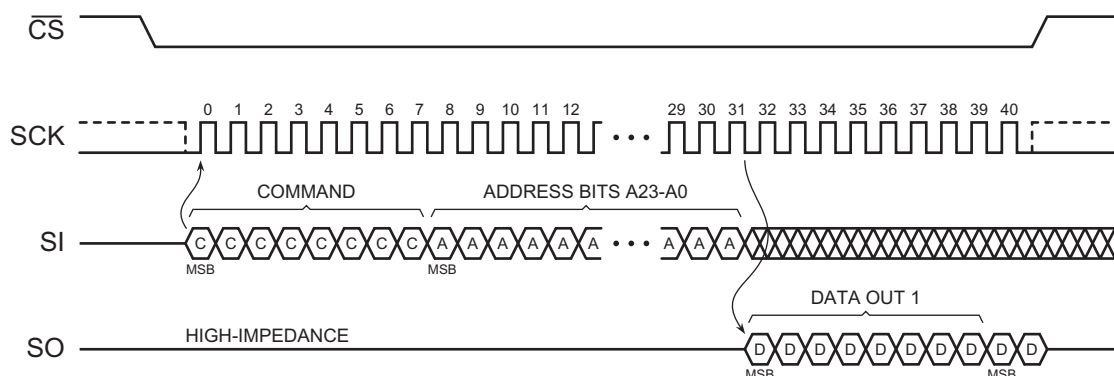 CS
0 1 2 3 4 5 6 7 8 9 10 11 12 29 30 31 32 33 34 35 36 37 38 39 40
SCK
COMMAND ADDRESS BITS A23-A0
SI C C C C C C C C A A A A A A A A A
MSB MSB
DATA OUT 1
HIGH-IMPEDANCE
SO D D D D D D D D D D
MSB MSB